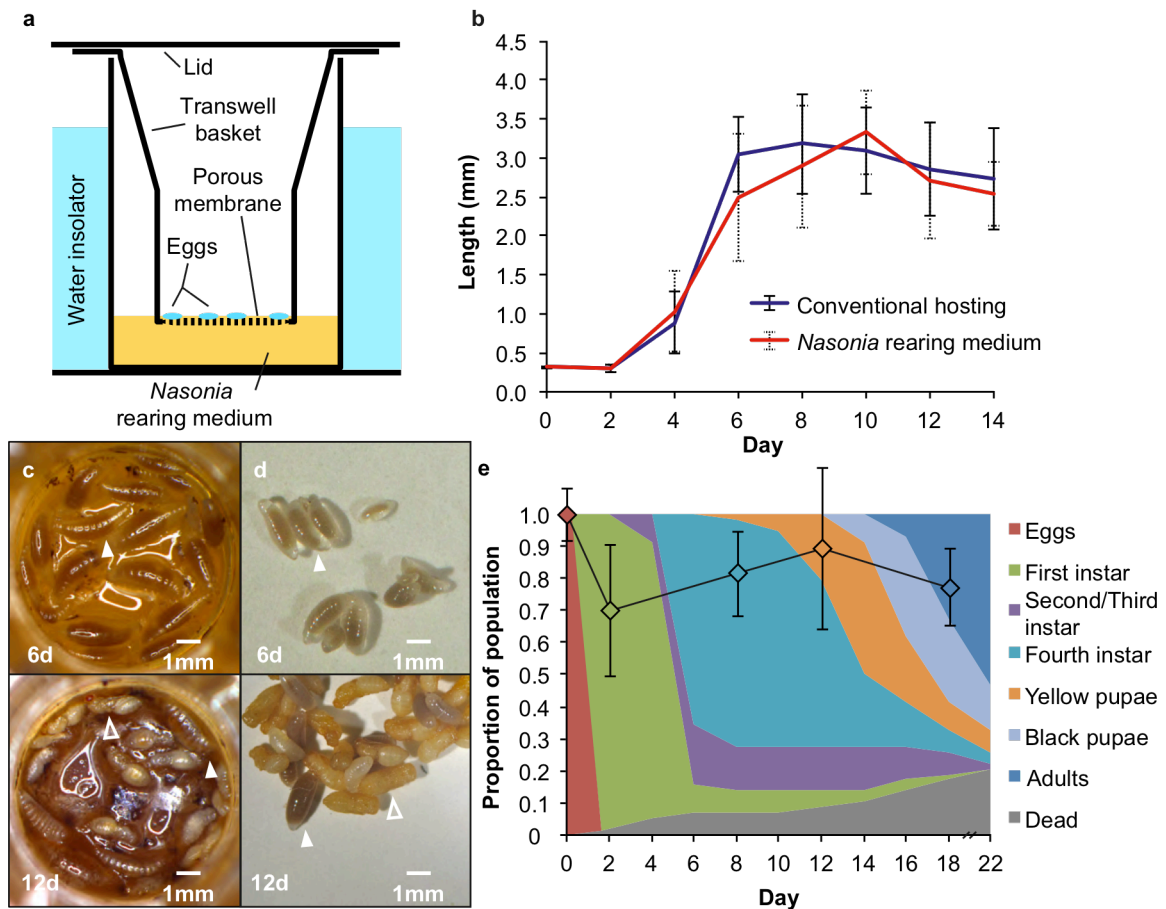 a
Lid
Transwell
basket
Porous
membrane
Eggs
Water insolator
Nasonia
rearing medium
b
4.5
4.0
3.5
3.0
2.5
2.0
1.5
1.0
0.5
0.0
Length (mm)
0 2 4 6 8 10 12 14
Day
Conventional hosting
Nasonia rearing medium
c
6d
1mm
d
6d
1mm
12d
1mm
12d
1mm
e
1.0
0.9
0.8
0.7
0.6
0.5
0.4
0.3
0.2
0.1
0
Proportion of population
0 2 4 6 8 10 12 14 16 18 22
Day
Eggs
First instar
Second/Third
instar
Fourth instar
Yellow pupae
Black pupae
Adults
Dead